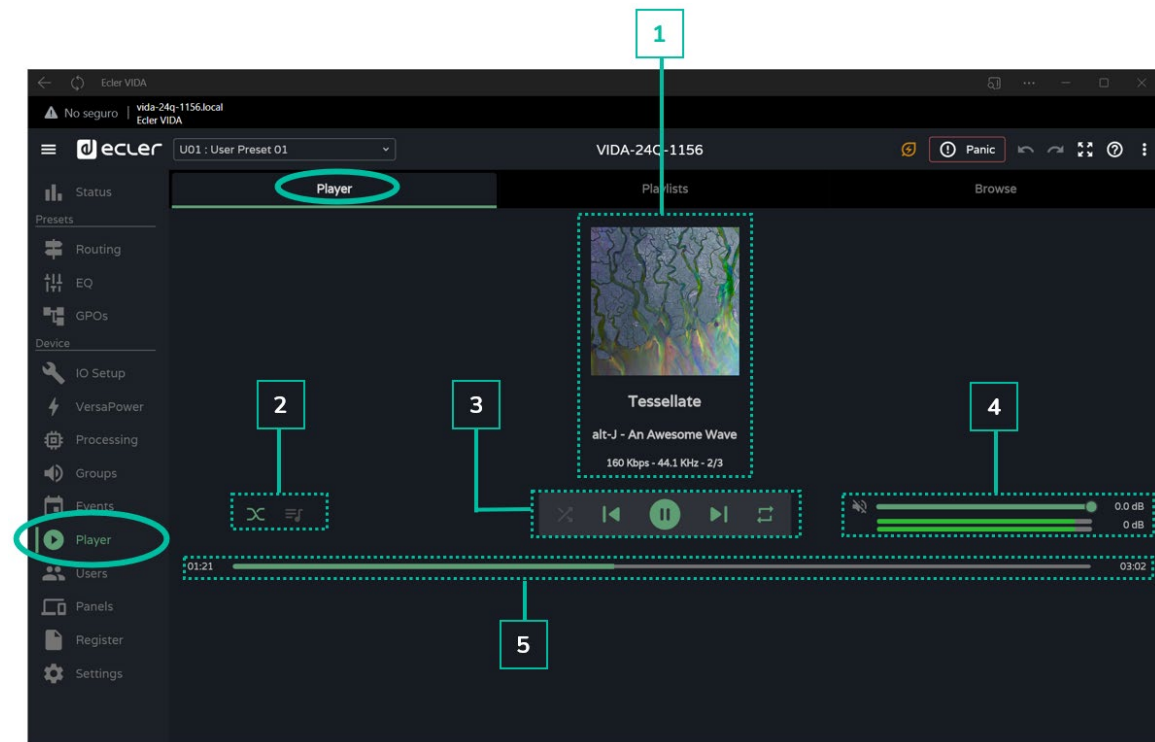 1
Ecler VIDA
No seguro | vida-24q-1156.local
Ecler VIDA
ecler
U01 : User Preset 01
VIDA-24Q-1156
Panic
Status
Player
Playlists
Browse
Presets
Routing
EQ
GPOs
Device
IO Setup
VersaPower
Processing
Groups
Events
Player
Users
Panels
Register
Settings
Tessellate
alt-J - An Awesome Wave
160 Kbps - 44.1 KHz - 2/3
2
3
4
0.0 dB
0 dB
01:21
03:02
5